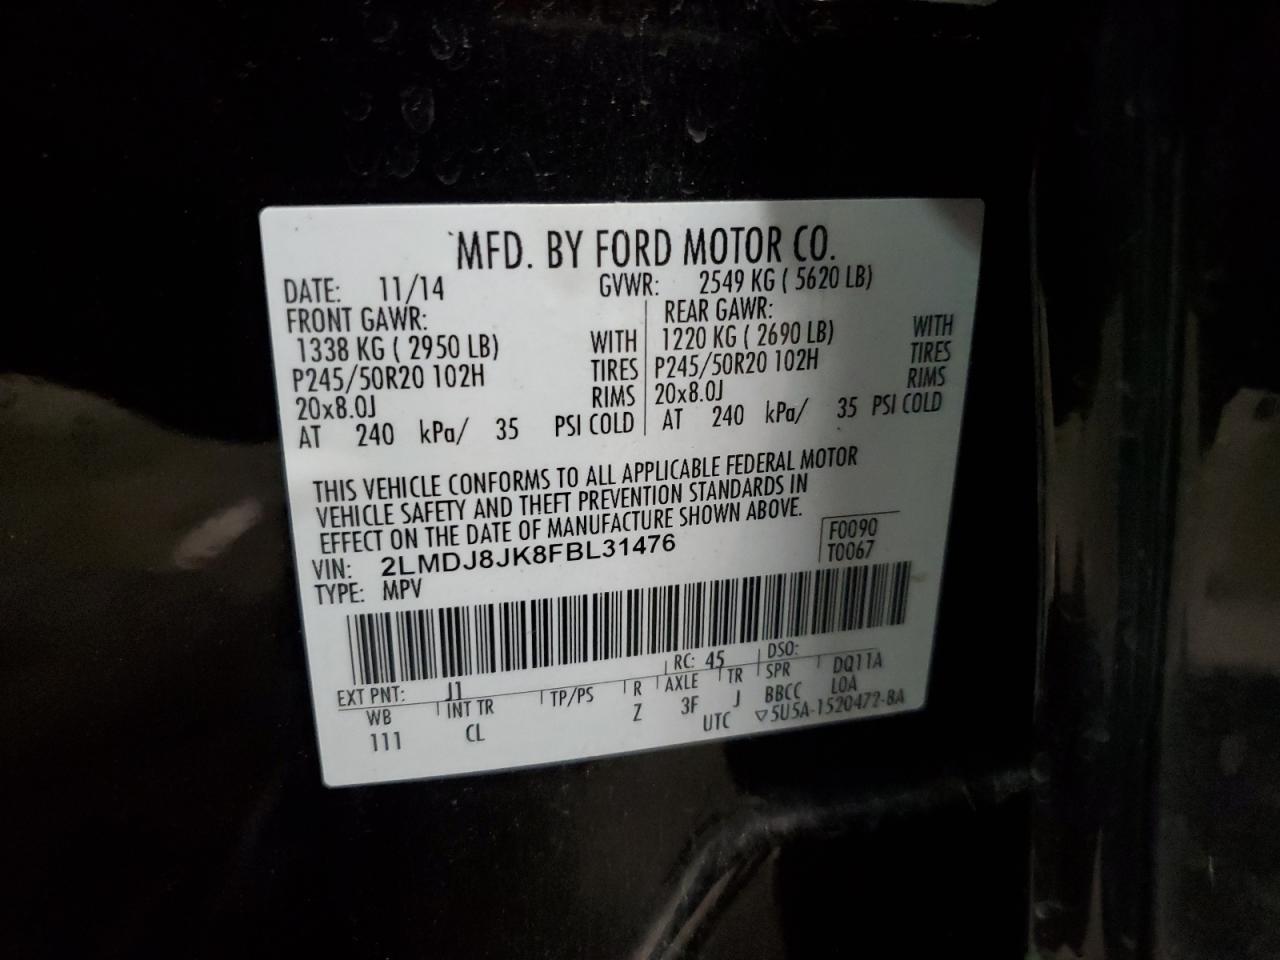 MFD. BY FORD MOTOR CO.
DATE: 11/14 GVWR: 2549 KG ( 5620 LB)
FRONT GAWR: REAR GAWR:
1338 KG ( 2950 LB) WITH 1220 KG ( 2690 LB) WITH
P245/50R20 102H TIRES P245/50R20 102H TIRES
20x8.0J RIMS 20x8.0J RIMS
AT 240 kPa/ 35 PSI COLD AT 240 kPa/ 35 PSI COLD
THIS VEHICLE CONFORMS TO ALL APPLICABLE FEDERAL MOTOR
VEHICLE SAFETY AND THEFT PREVENTION STANDARDS IN
EFFECT ON THE DATE OF MANUFACTURE SHOWN ABOVE.
VIN: 2LMDJ8JK8FBL31476 F0090
TYPE: MPV T0067
EXT PNT: J1 RC: 45 DSO:
WB INT TR TP/PS R AXLE TR SPR DQ11A
111 CL Z 3F J BBCC LOA
UTC ▽5U5A-1520472-BA